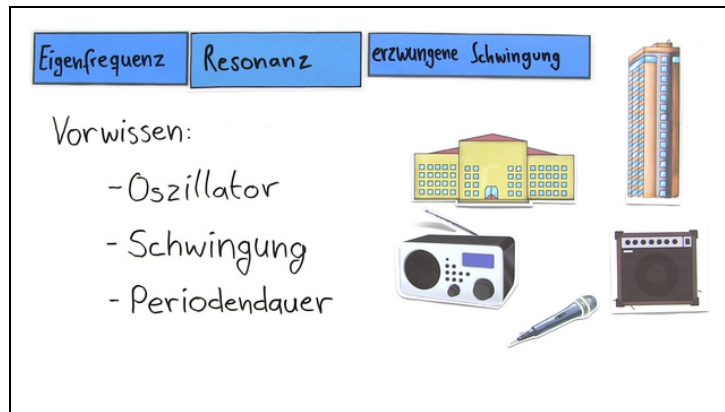 Eigenfrequenz
Resonanz
erzwungene Schwingung
Vorwissen:
- Oszillator
- Schwingung
- Periodendauer